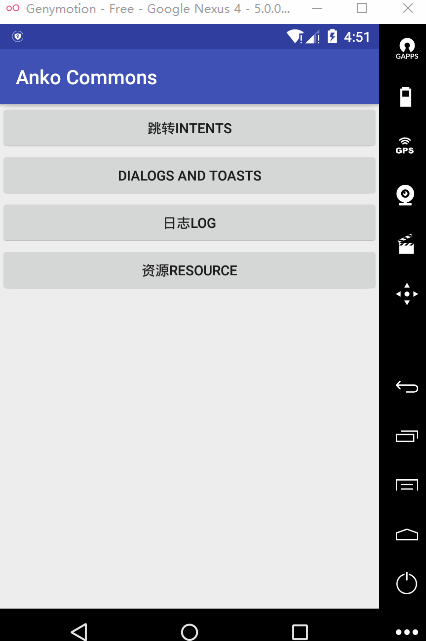 Genymotion - Free - Google Nexus 4 - 5.0.0...
4:51
GAPPS
Anko Commons
跳转INTENTS
DIALOGS AND TOASTS
GPS
日志LOG
资源RESOURCE